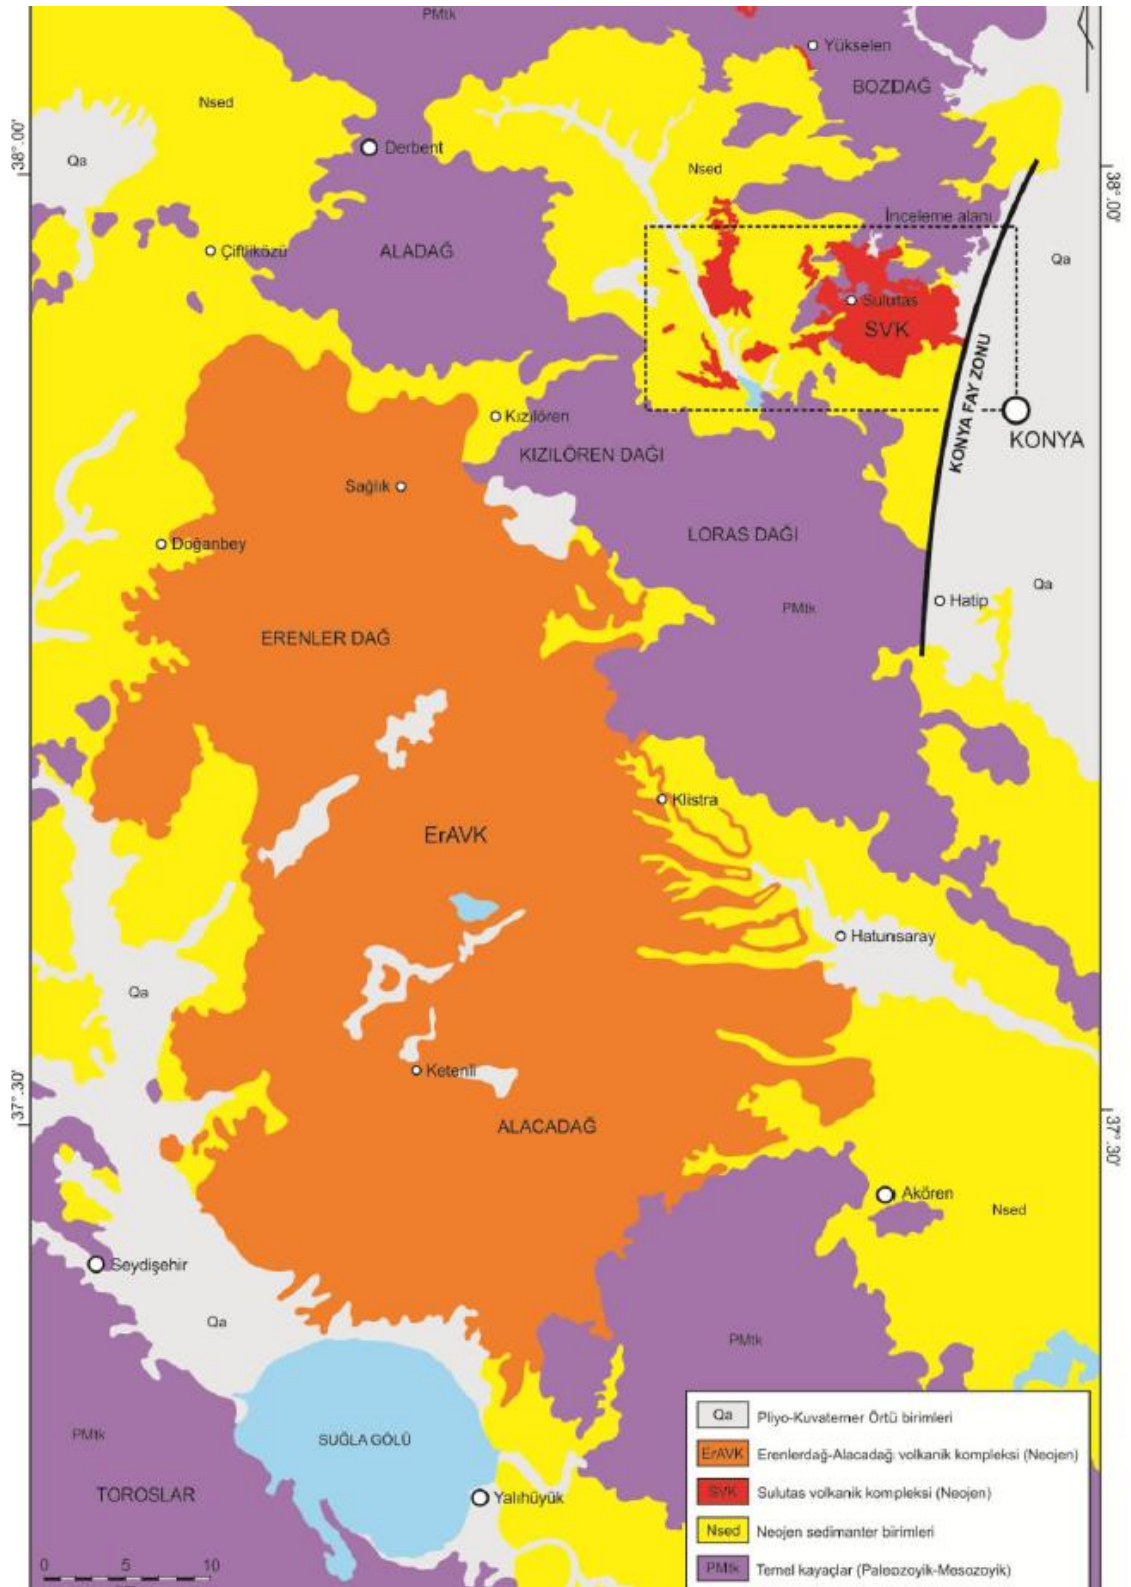 PMtk
Yükselen
BOZIDAĞ
Nsed
38°.00'
Qa
Derbent
Nsed
38°.00'
İnceleme alanı
Çiftliközü
ALADAĞ
Qa
Sulutas
SVK
KONYA FAY ZONU
Kızılören
KONYA
KIZILÖREN DAĞI
Sağlık
LORAS DAĞI
Doğanbey
Qa
Hatip
PMtk
ERENLER DAĞ
Klistra
ErAVK
Hatunsaray
Qa
Ketenli
37°.30'
37°.30'
ALACADAĞ
Akören
Nsed
Seydişehir
Qa
PMtk
SUĞLA GÖLÜ
PMtk
TOROSLAR
Yalıhüyük
0 5 10
Qa Pliyo-Kuvaterner Örtü birimleri
ErAVK Erenlerdağ-Alacadağı volkanik kompleksi (Neojen)
SVK Sulutas volkanik kompleksi (Neojen)
Nsed Neojen sedimanter birimleri
PMtk Temel kayaçlar (Paleozoyik-Mesozoyik)